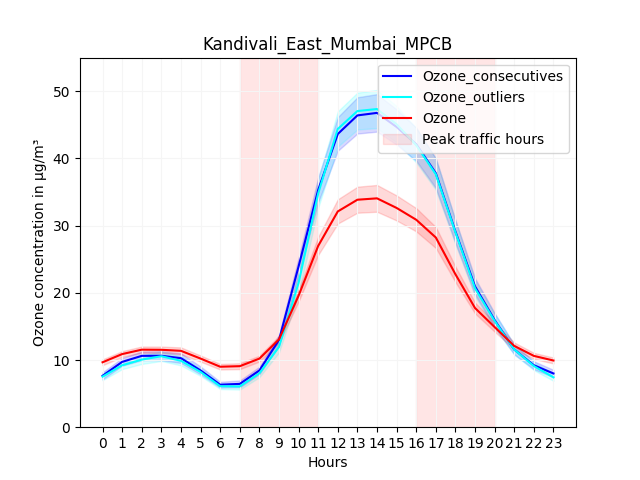 Kandivali_East_Mumbai_MPCB
Ozone_consecutives
Ozone_outliers
Ozone
Peak traffic hours
Ozone concentration in µg/m³
50
40
30
20
10
0
0 1 2 3 4 5 6 7 8 9 10 11 12 13 14 15 16 17 18 19 20 21 22 23
Hours